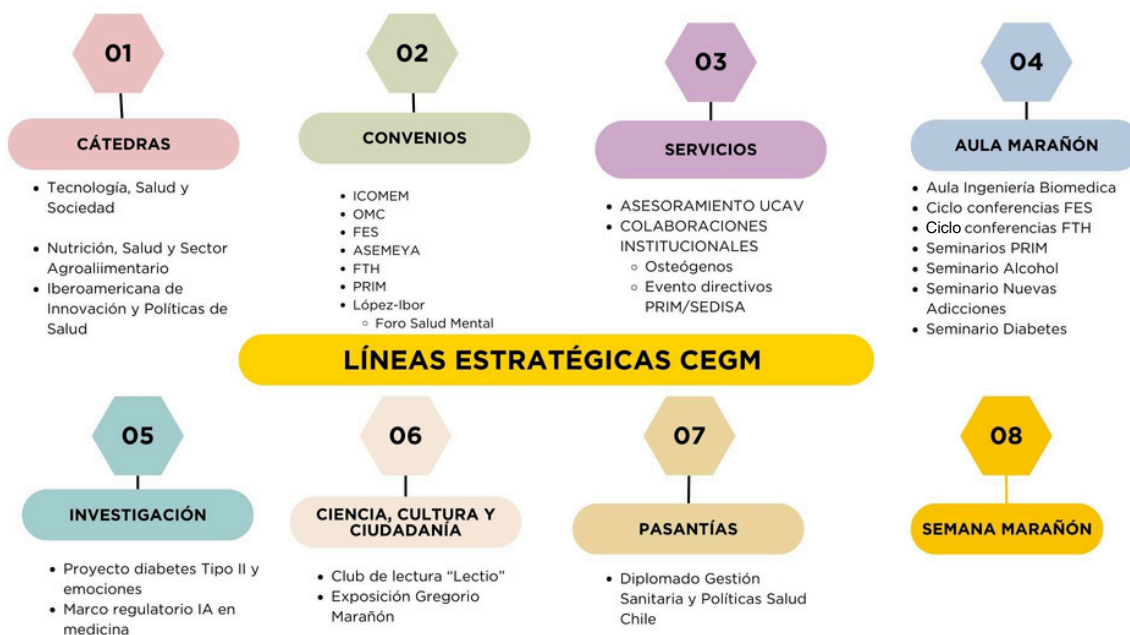 01
CÁTEDRAS
• Tecnología, Salud y
Sociedad
• Nutrición, Salud y Sector
Agroaliimentario
• Iberoamericana de
Innovación y Políticas de
Salud
02
CONVENIOS
• ICOMEM
• OMC
• FES
• ASEMEYA
• FTH
• PRIM
• López-Ibor
○ Foro Salud Mental
03
SERVICIOS
• ASESORAMIENTO UCAV
• COLABORACIONES
INSTITUCIONALES
○ Osteógenos
○ Evento directivos
PRIM/SEDISA
04
AULA MARAÑÓN
• Aula Ingeniería Biomedica
• Ciclo conferencias FES
• Ciclo conferencias FTH
• Seminarios PRIM
• Seminario Alcohol
• Seminario Nuevas
Adicciones
• Seminario Diabetes
LÍNEAS ESTRATÉGICAS CEGM
05
INVESTIGACIÓN
• Proyecto diabetes Tipo II y
emociones
• Marco regulatorio IA en
medicina
06
CIENCIA, CULTURA Y
CIUDADANÍA
• Club de lectura “Lectio”
• Exposición Gregorio
Marañón
07
PASANTÍAS
• Diplomado Gestión
Sanitaria y Políticas Salud
Chile
08
SEMANA MARAÑÓN